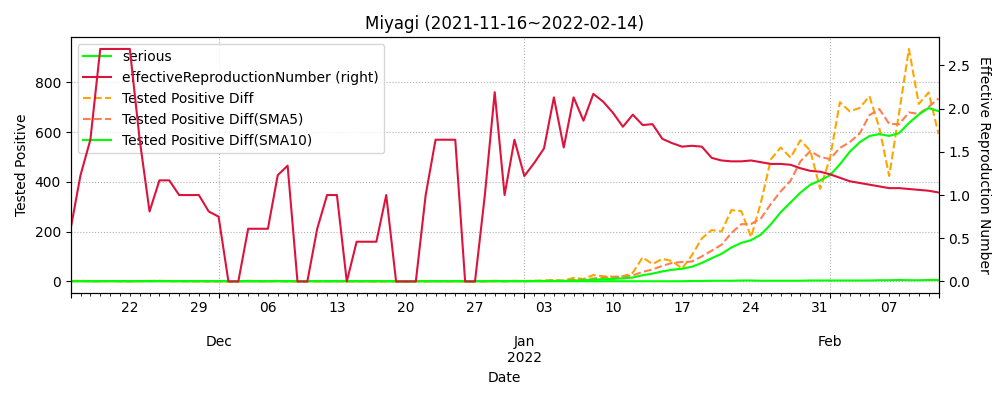 Miyagi (2021-11-16~2022-02-14)
serious
effectiveReproductionNumber (right)
Tested Positive Diff
Tested Positive Diff(SMA5)
Tested Positive Diff(SMA10)
Tested Positive
800
600
400
200
0
2.5
2.0
1.5
1.0
0.5
0.0
Effective Reproduction Number
22 29 06 13 20 27 03 10 17 24 31 07
Dec Jan Feb
2022
Date